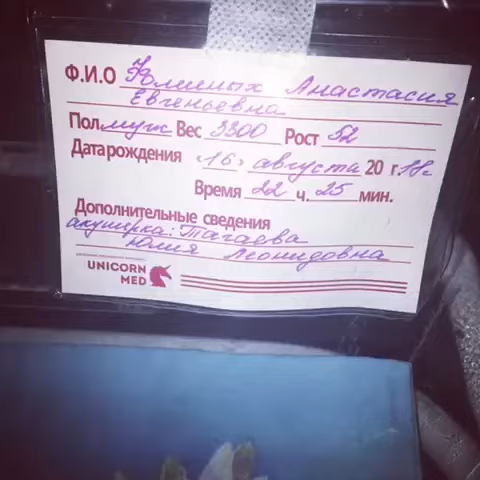 Ф.И.О Анастасия
Евгеньевна
Пол муж Вес 3300 Рост 52
Дата рождения «16» августа 20 г 18г
Время 22 ч. 25 мин.
Дополнительные сведения
акушерка: Тагаева
Юлия Леонидовна
UNICORN
MED